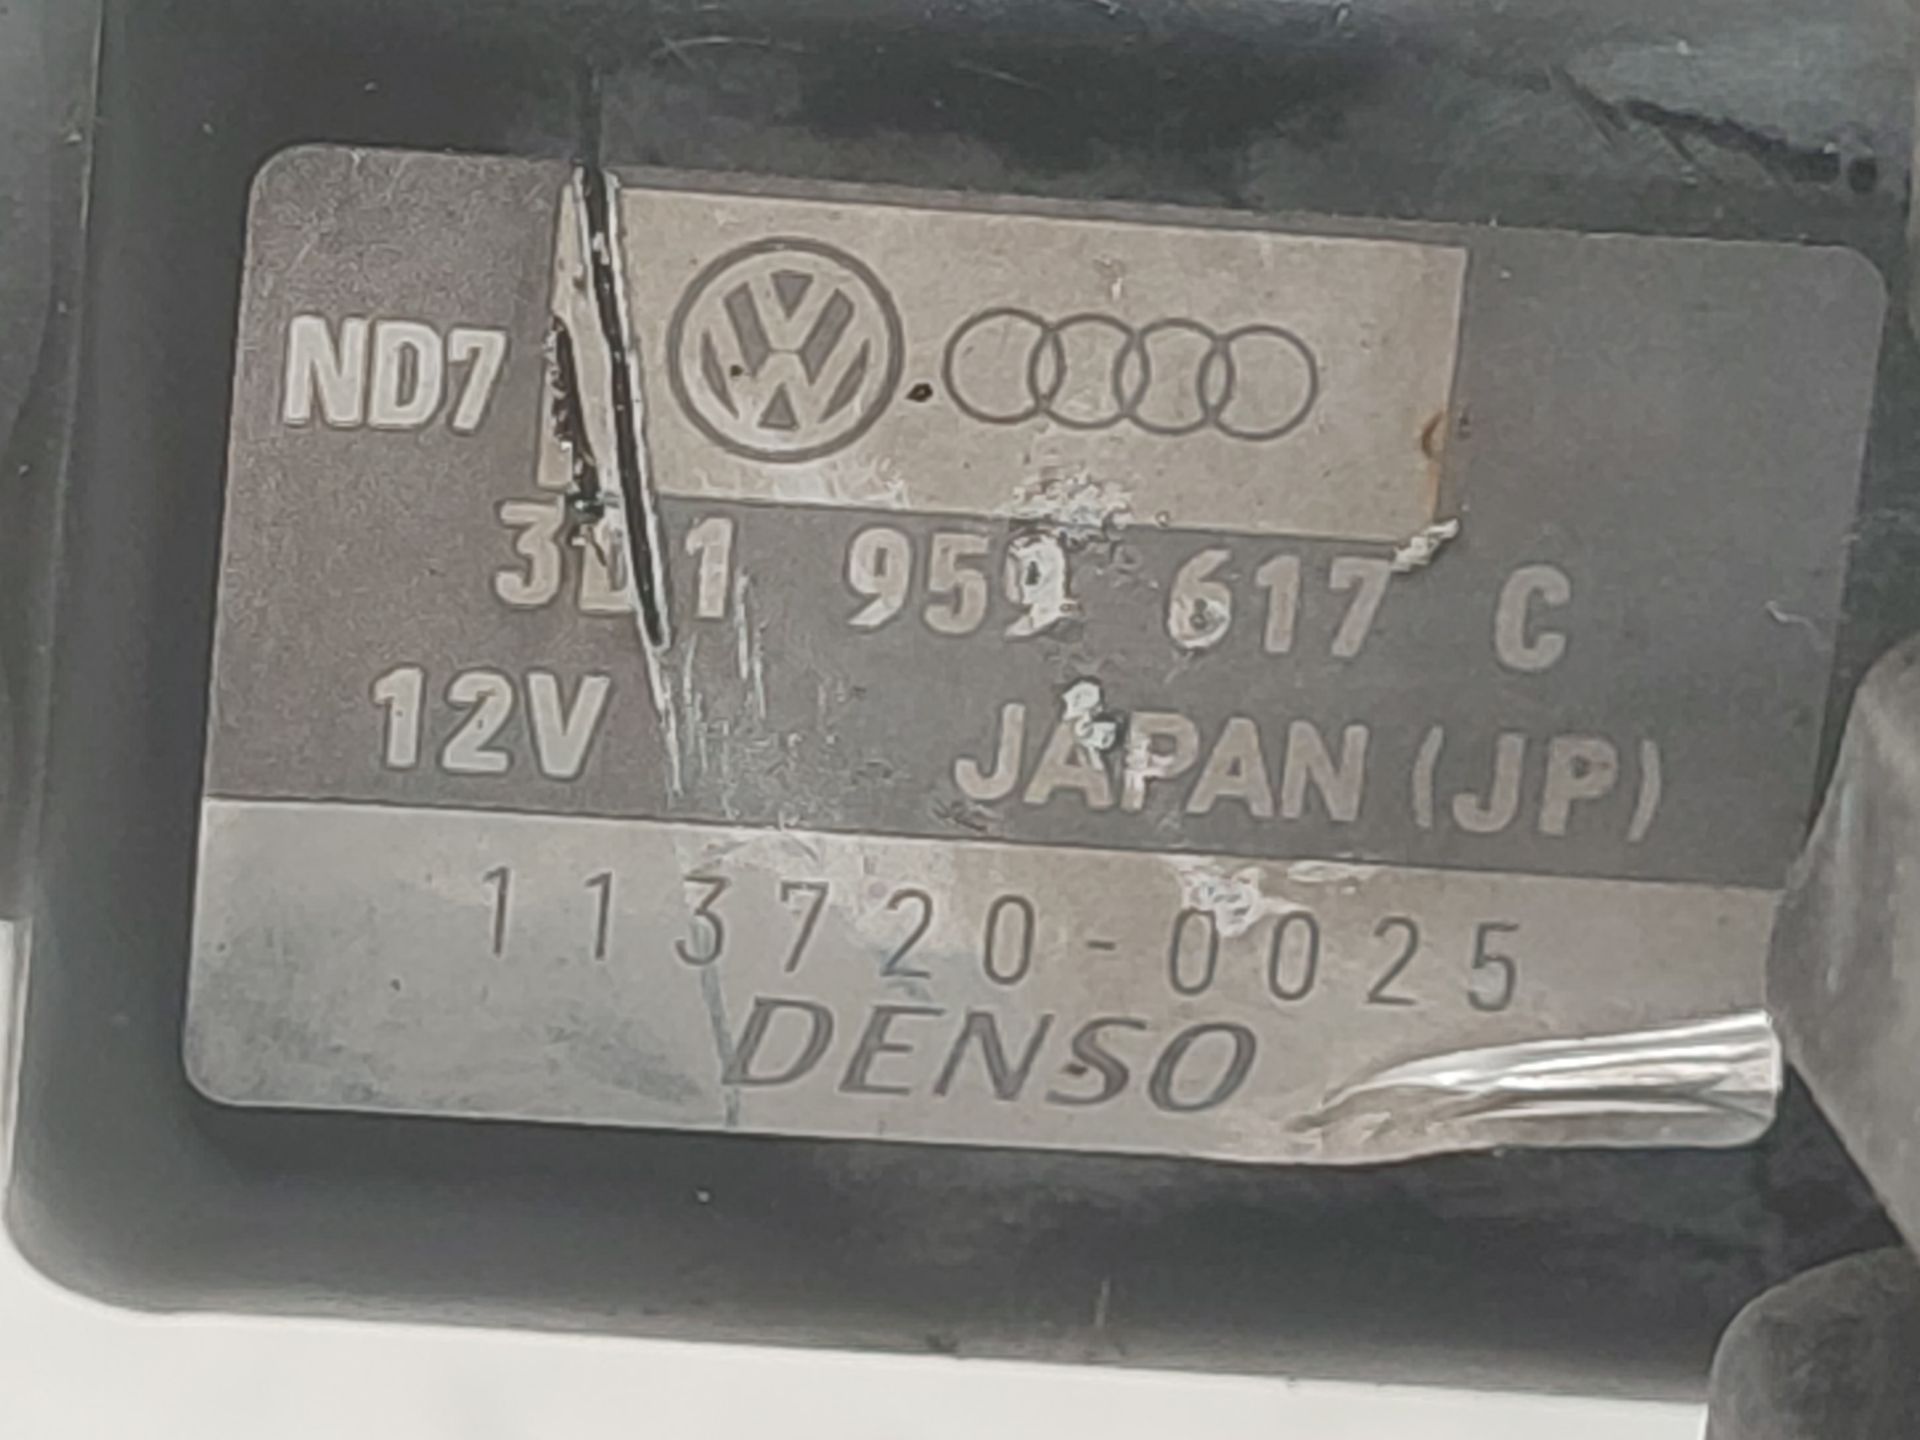 ND7
3D1 959 617 C
12V JAPAN (JP)
113720-0025
DENSO